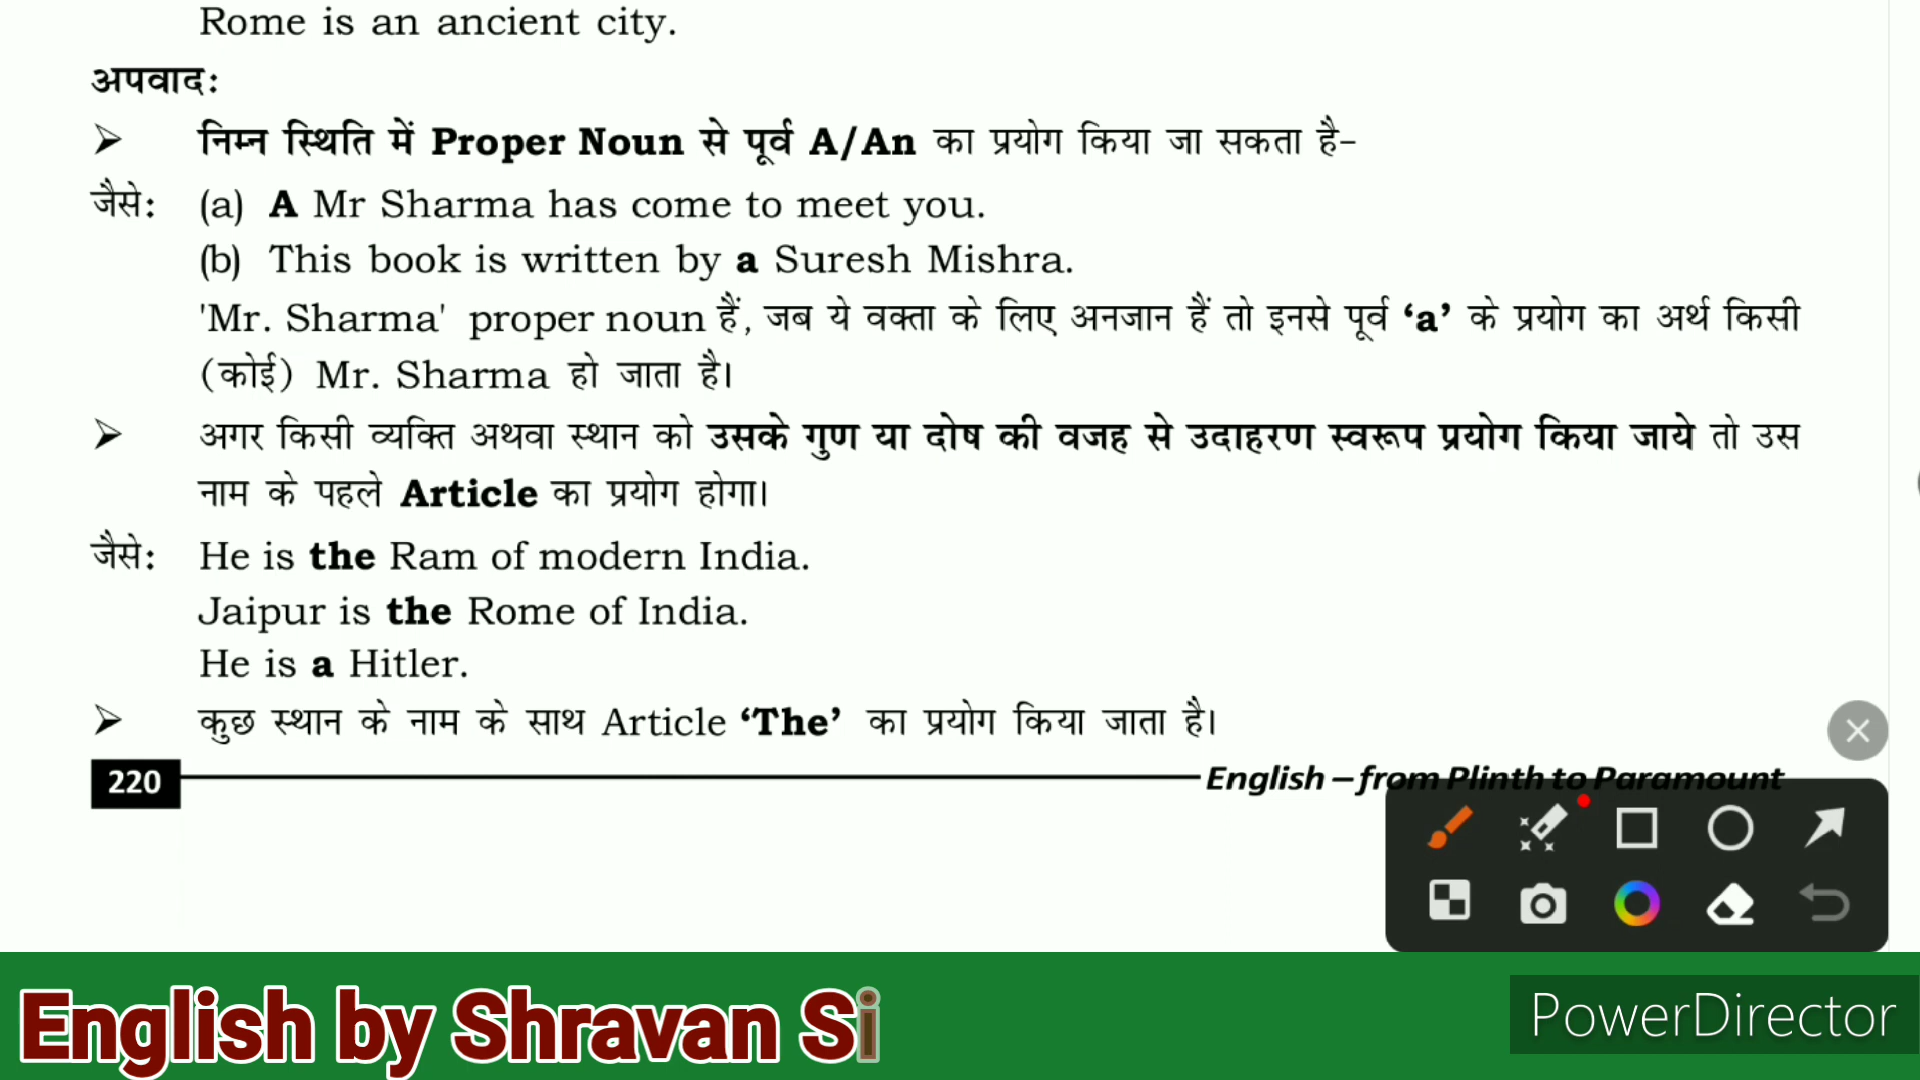 Rome is an ancient city.
अपवादः
➢ निम्न स्थिति में Proper Noun से पूर्व A/An का प्रयोग किया जा सकता है–
जैसेः (a) A Mr Sharma has come to meet you.
(b) This book is written by a Suresh Mishra.
'Mr. Sharma' proper noun हैं, जब ये वक्ता के लिए अनजान हैं तो इनसे पूर्व ‘a’ के प्रयोग का अर्थ किसी
(कोई) Mr. Sharma हो जाता है।
➢ अगर किसी व्यक्ति अथवा स्थान को उसके गुण या दोष की वजह से उदाहरण स्वरूप प्रयोग किया जाये तो उस
नाम के पहले Article का प्रयोग होगा।
जैसेः He is the Ram of modern India.
Jaipur is the Rome of India.
He is a Hitler.
➢ कुछ स्थान के नाम के साथ Article ‘The’ का प्रयोग किया जाता है।
220 English – from Plinth to Paramount
English by Shravan Si
PowerDirector